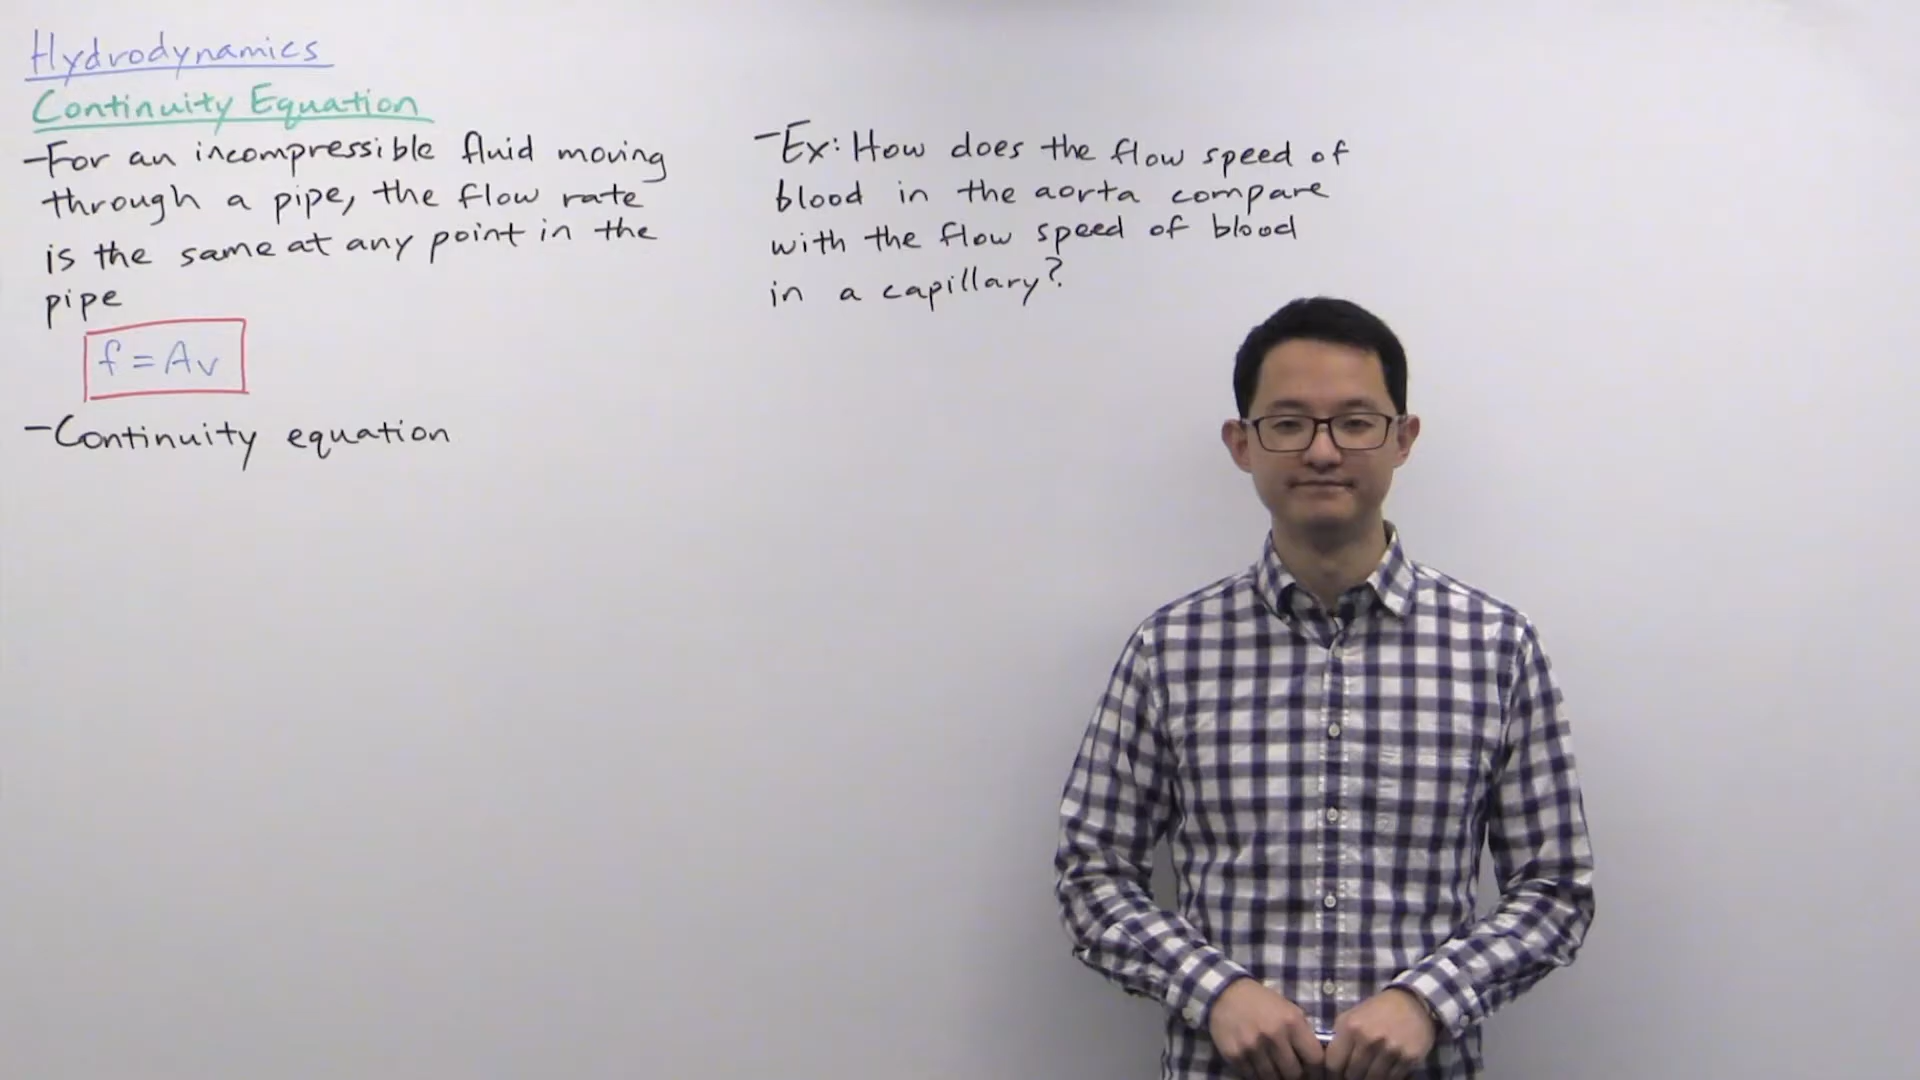 Hydrodynamics
Continuity Equation
-For an incompressible fluid moving
through a pipe, the flow rate
is the same at any point in the
pipe
f = Av
-Continuity equation
-Ex: How does the flow speed of
blood in the aorta compare
with the flow speed of blood
in a capillary?